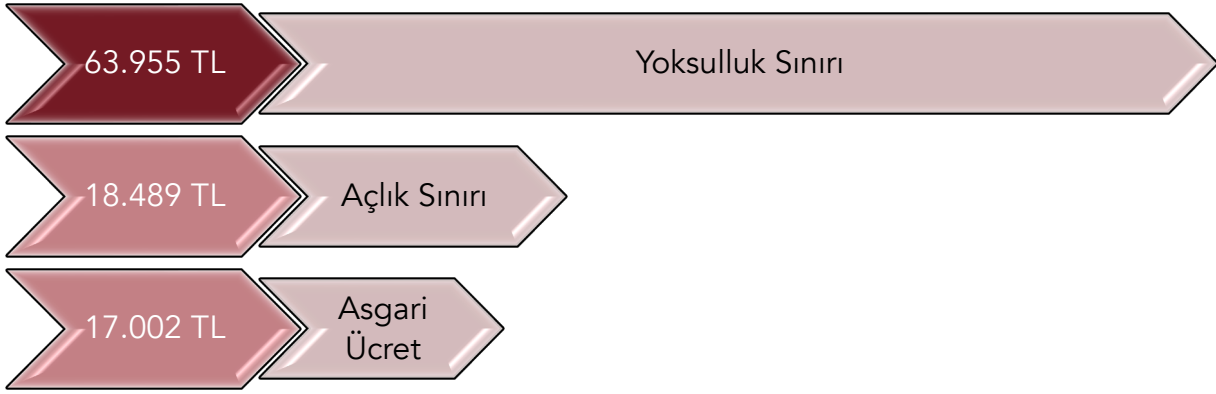 63.955 TL
Yoksulluk Sınırı
18.489 TL
Açlık Sınırı
17.002 TL
Asgari
Ücret